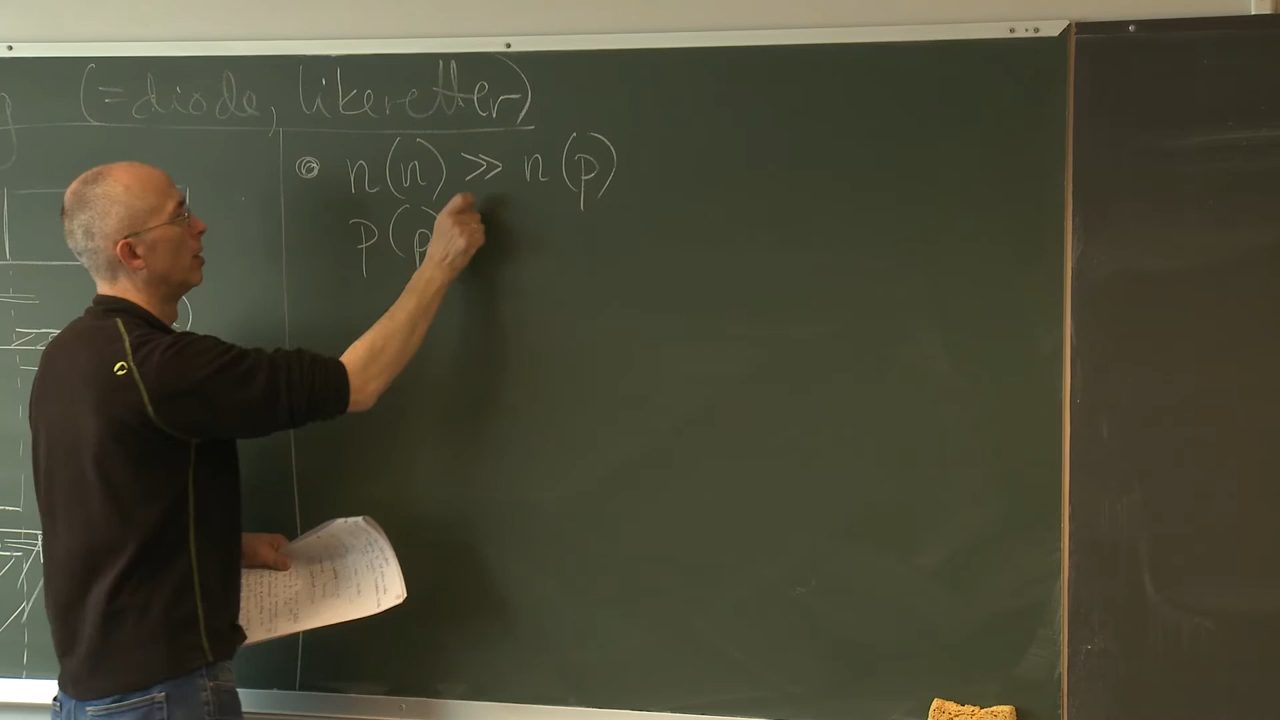 (=diode, likeretter)
n(n) >> n(p)
p(p